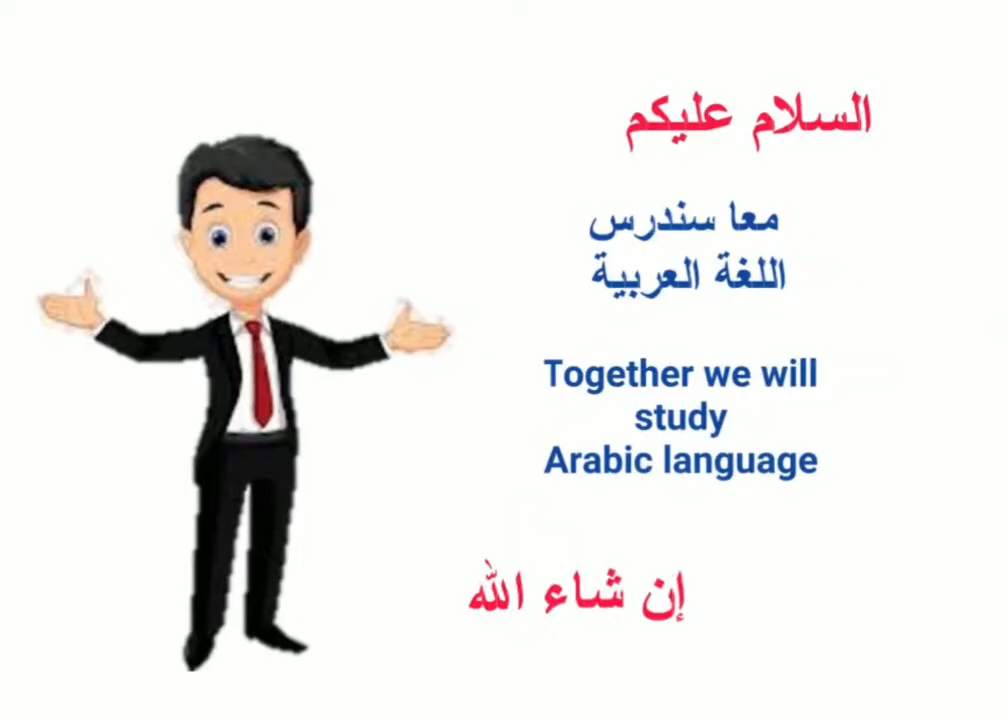 السلام عليكم
معا سندرس
اللغة العربية
Together we will
study
Arabic language
إن شاء الله